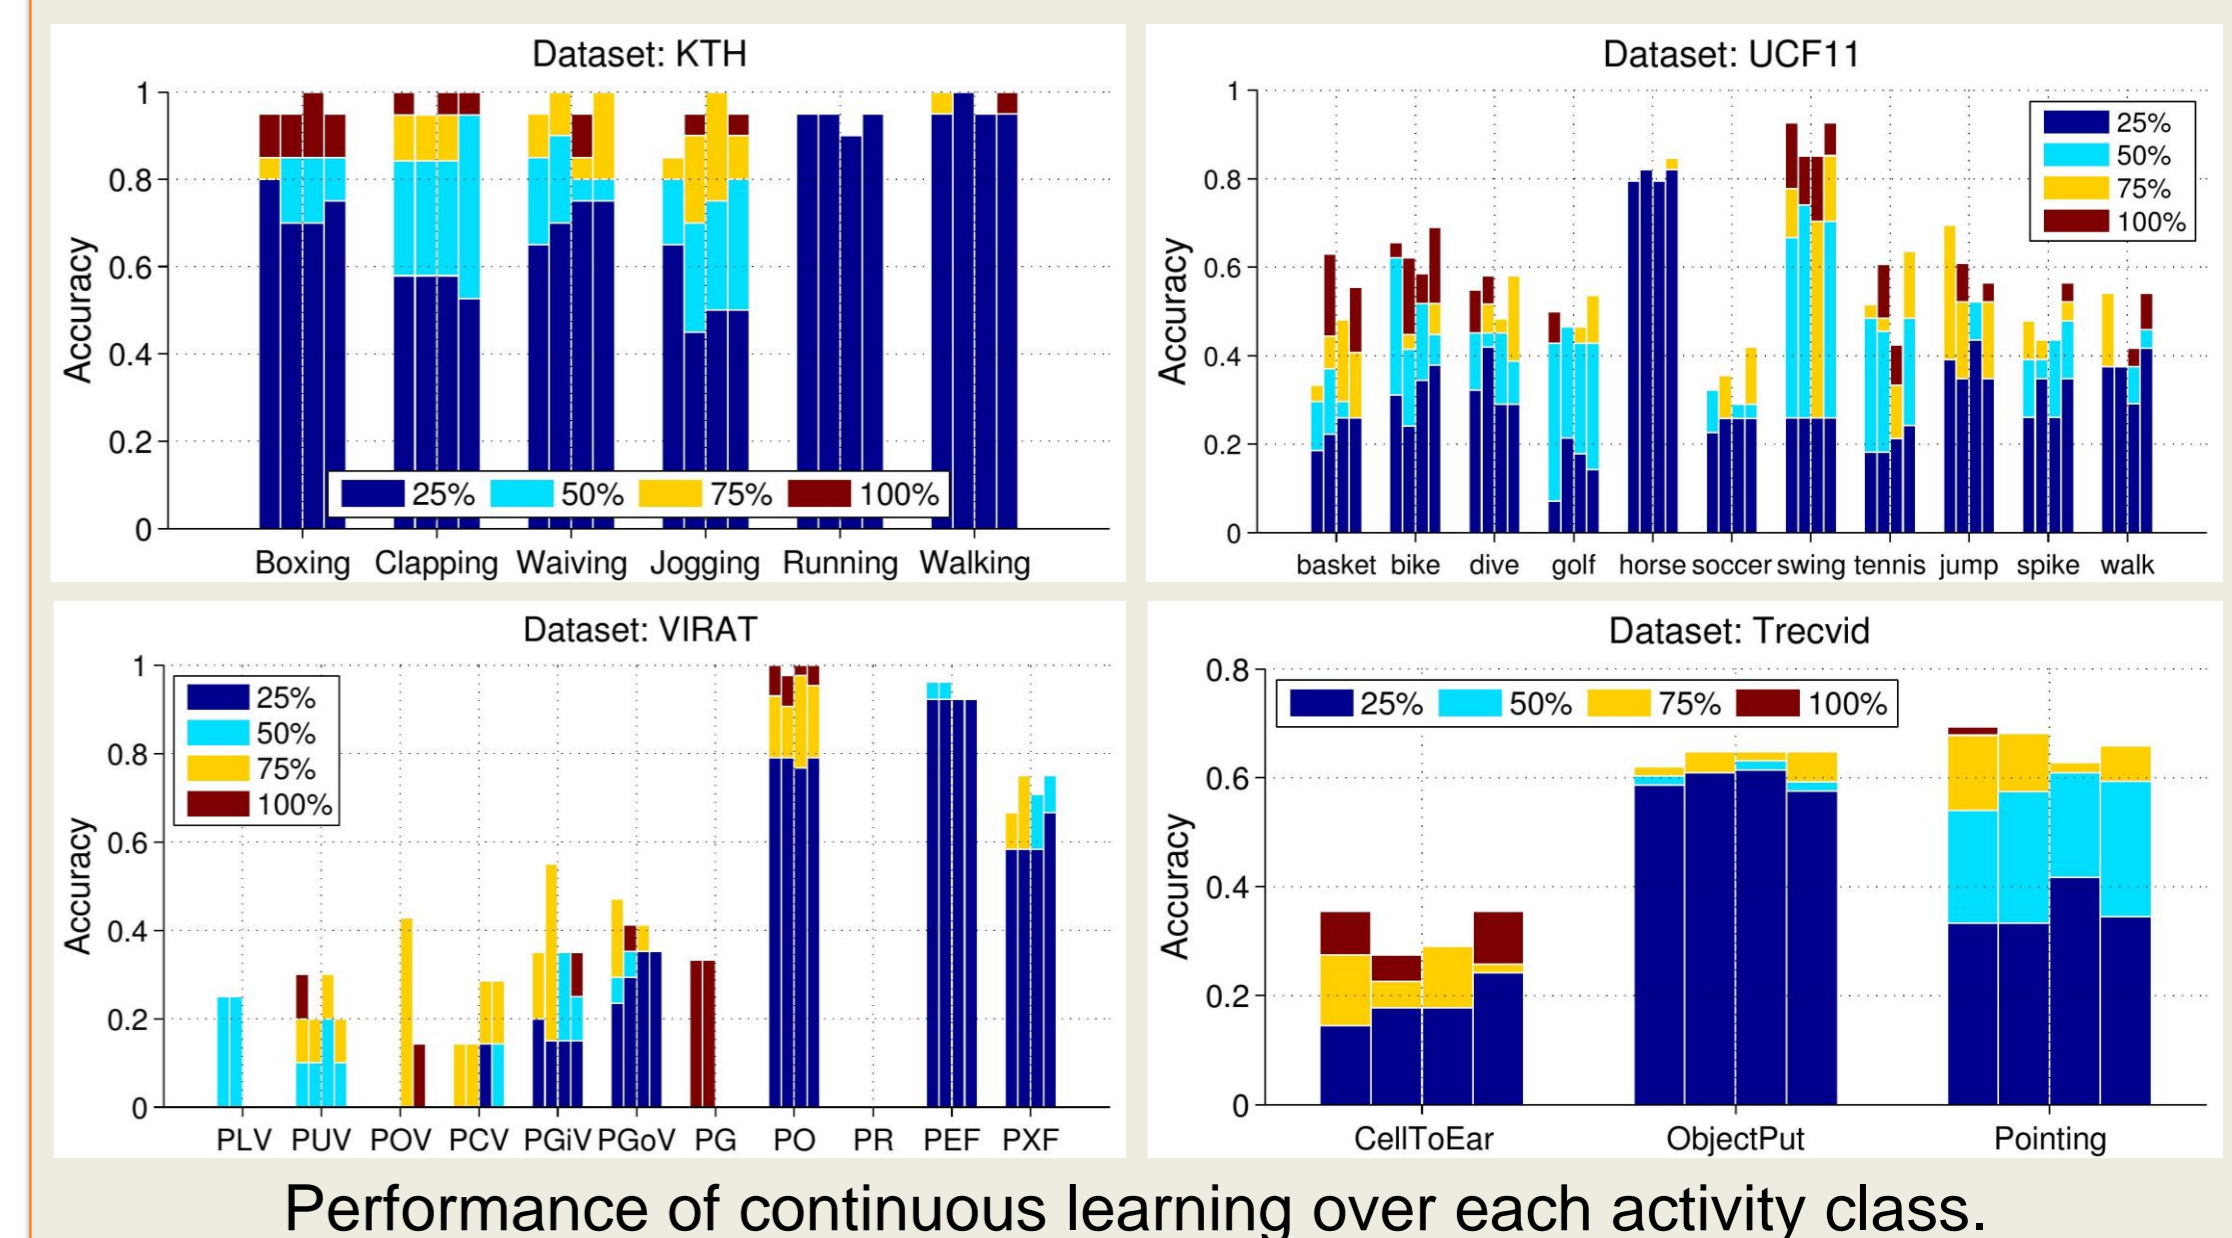 Dataset: KTH
1
0.8
0.6
0.4
0.2
0
Accuracy
25% 50% 75% 100%
Boxing Clapping Waiving Jogging Running Walking
Dataset: UCF11
1
0.8
0.6
0.4
0.2
0
Accuracy
25%
50%
75%
100%
basket bike dive golf horse soccer swing tennis jump spike walk
Dataset: VIRAT
1
0.8
0.6
0.4
0.2
0
Accuracy
25%
50%
75%
100%
PLV PUV POV PCV PGiV PGoV PG PO PR PEF PXF
Dataset: Trecvid
0.8
0.6
0.4
0.2
0
Accuracy
25% 50% 75% 100%
CellToEar ObjectPut Pointing
Performance of continuous learning over each activity class.